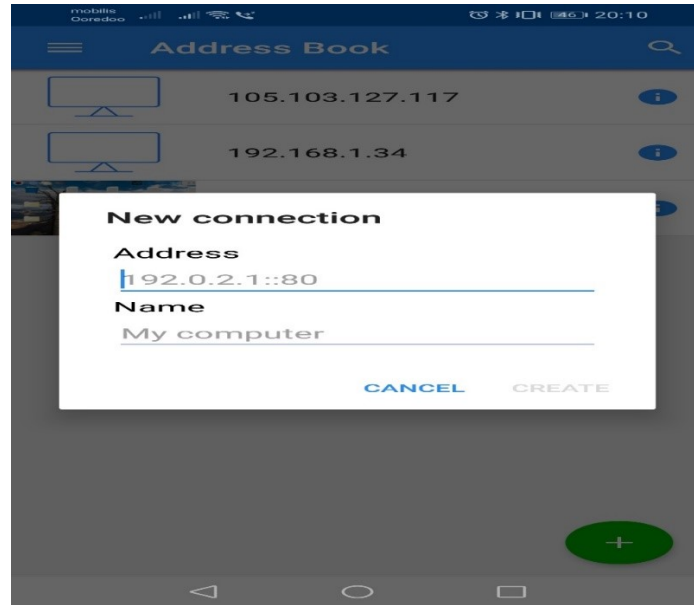 mobilis
Ooredoo
46 20:10
Address Book
105.103.127.117
192.168.1.34
New connection
Address
192.0.2.1::80
Name
My computer
CANCEL CREATE